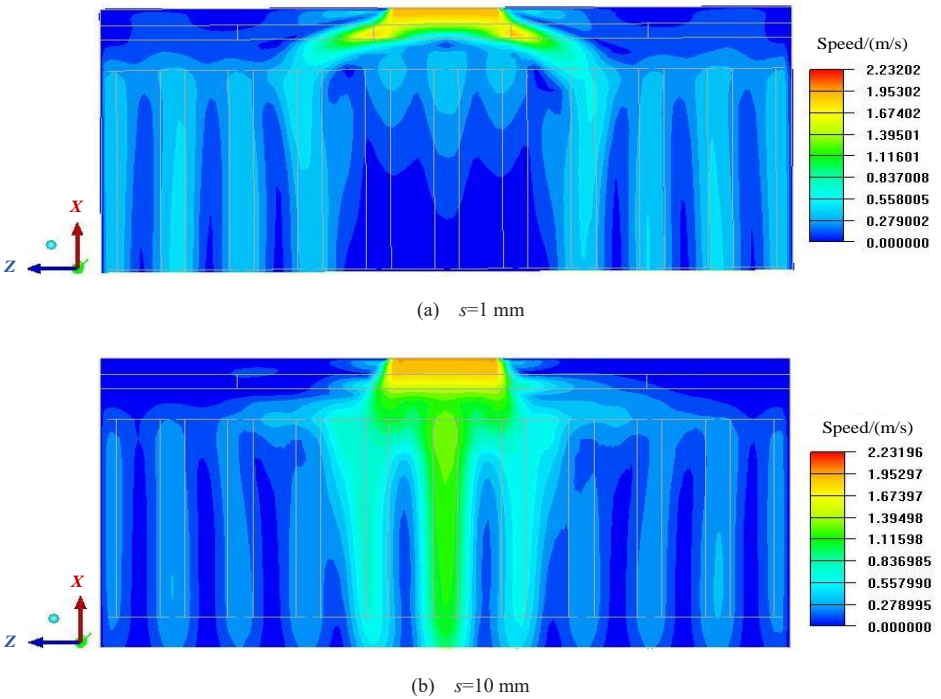 Speed/(m/s)
2.23202
1.95302
1.67402
1.39501
1.11601
0.837008
0.558005
0.279002
0.000000
X
Z
(a) s=1 mm
Speed/(m/s)
2.23196
1.95297
1.67397
1.39498
1.11598
0.836985
0.557990
0.278995
0.000000
X
Z
(b) s=10 mm